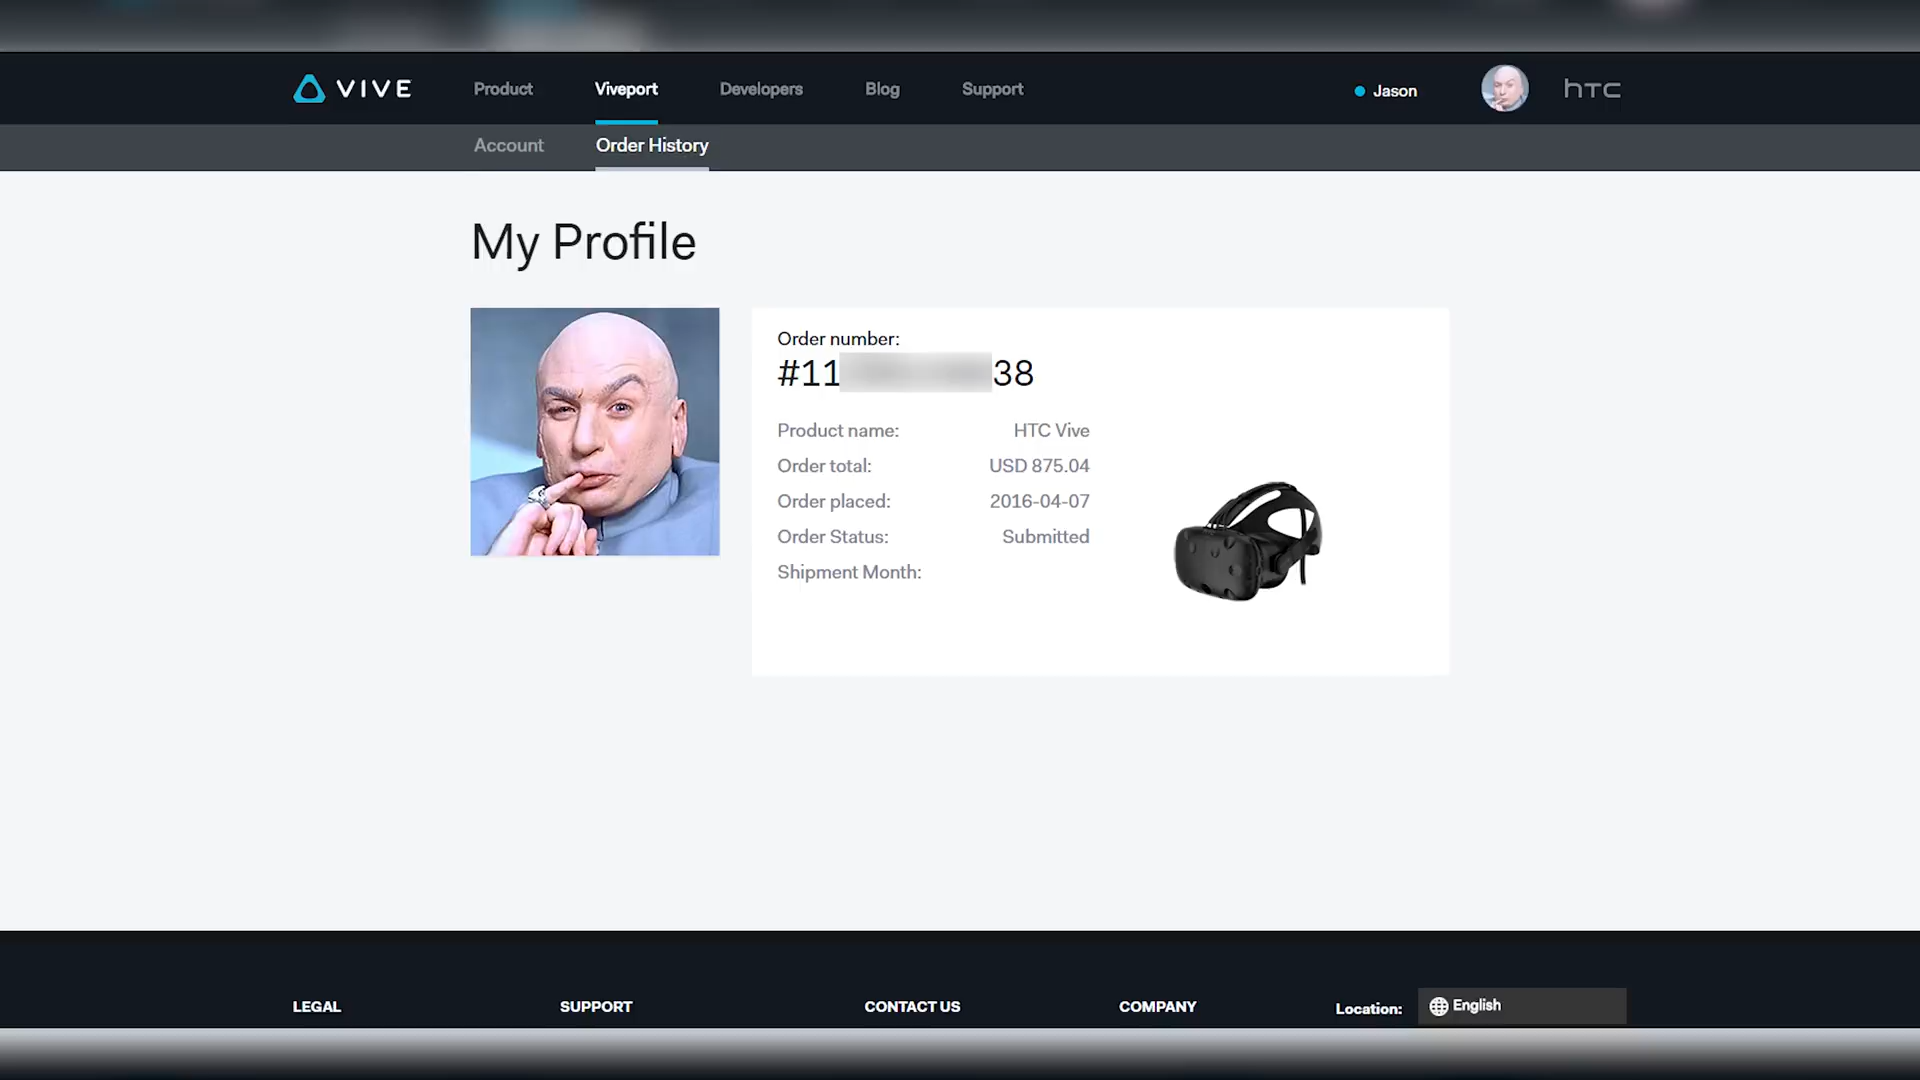 VIVE
Product
Viveport
Developers
Blog
Support
Jason
hTC
Account
Order History
My Profile
Order number:
#11 38
Product name: HTC Vive
Order total: USD 875.04
Order placed: 2016-04-07
Order Status: Submitted
Shipment Month:
LEGAL
SUPPORT
CONTACT US
COMPANY
Location:
English